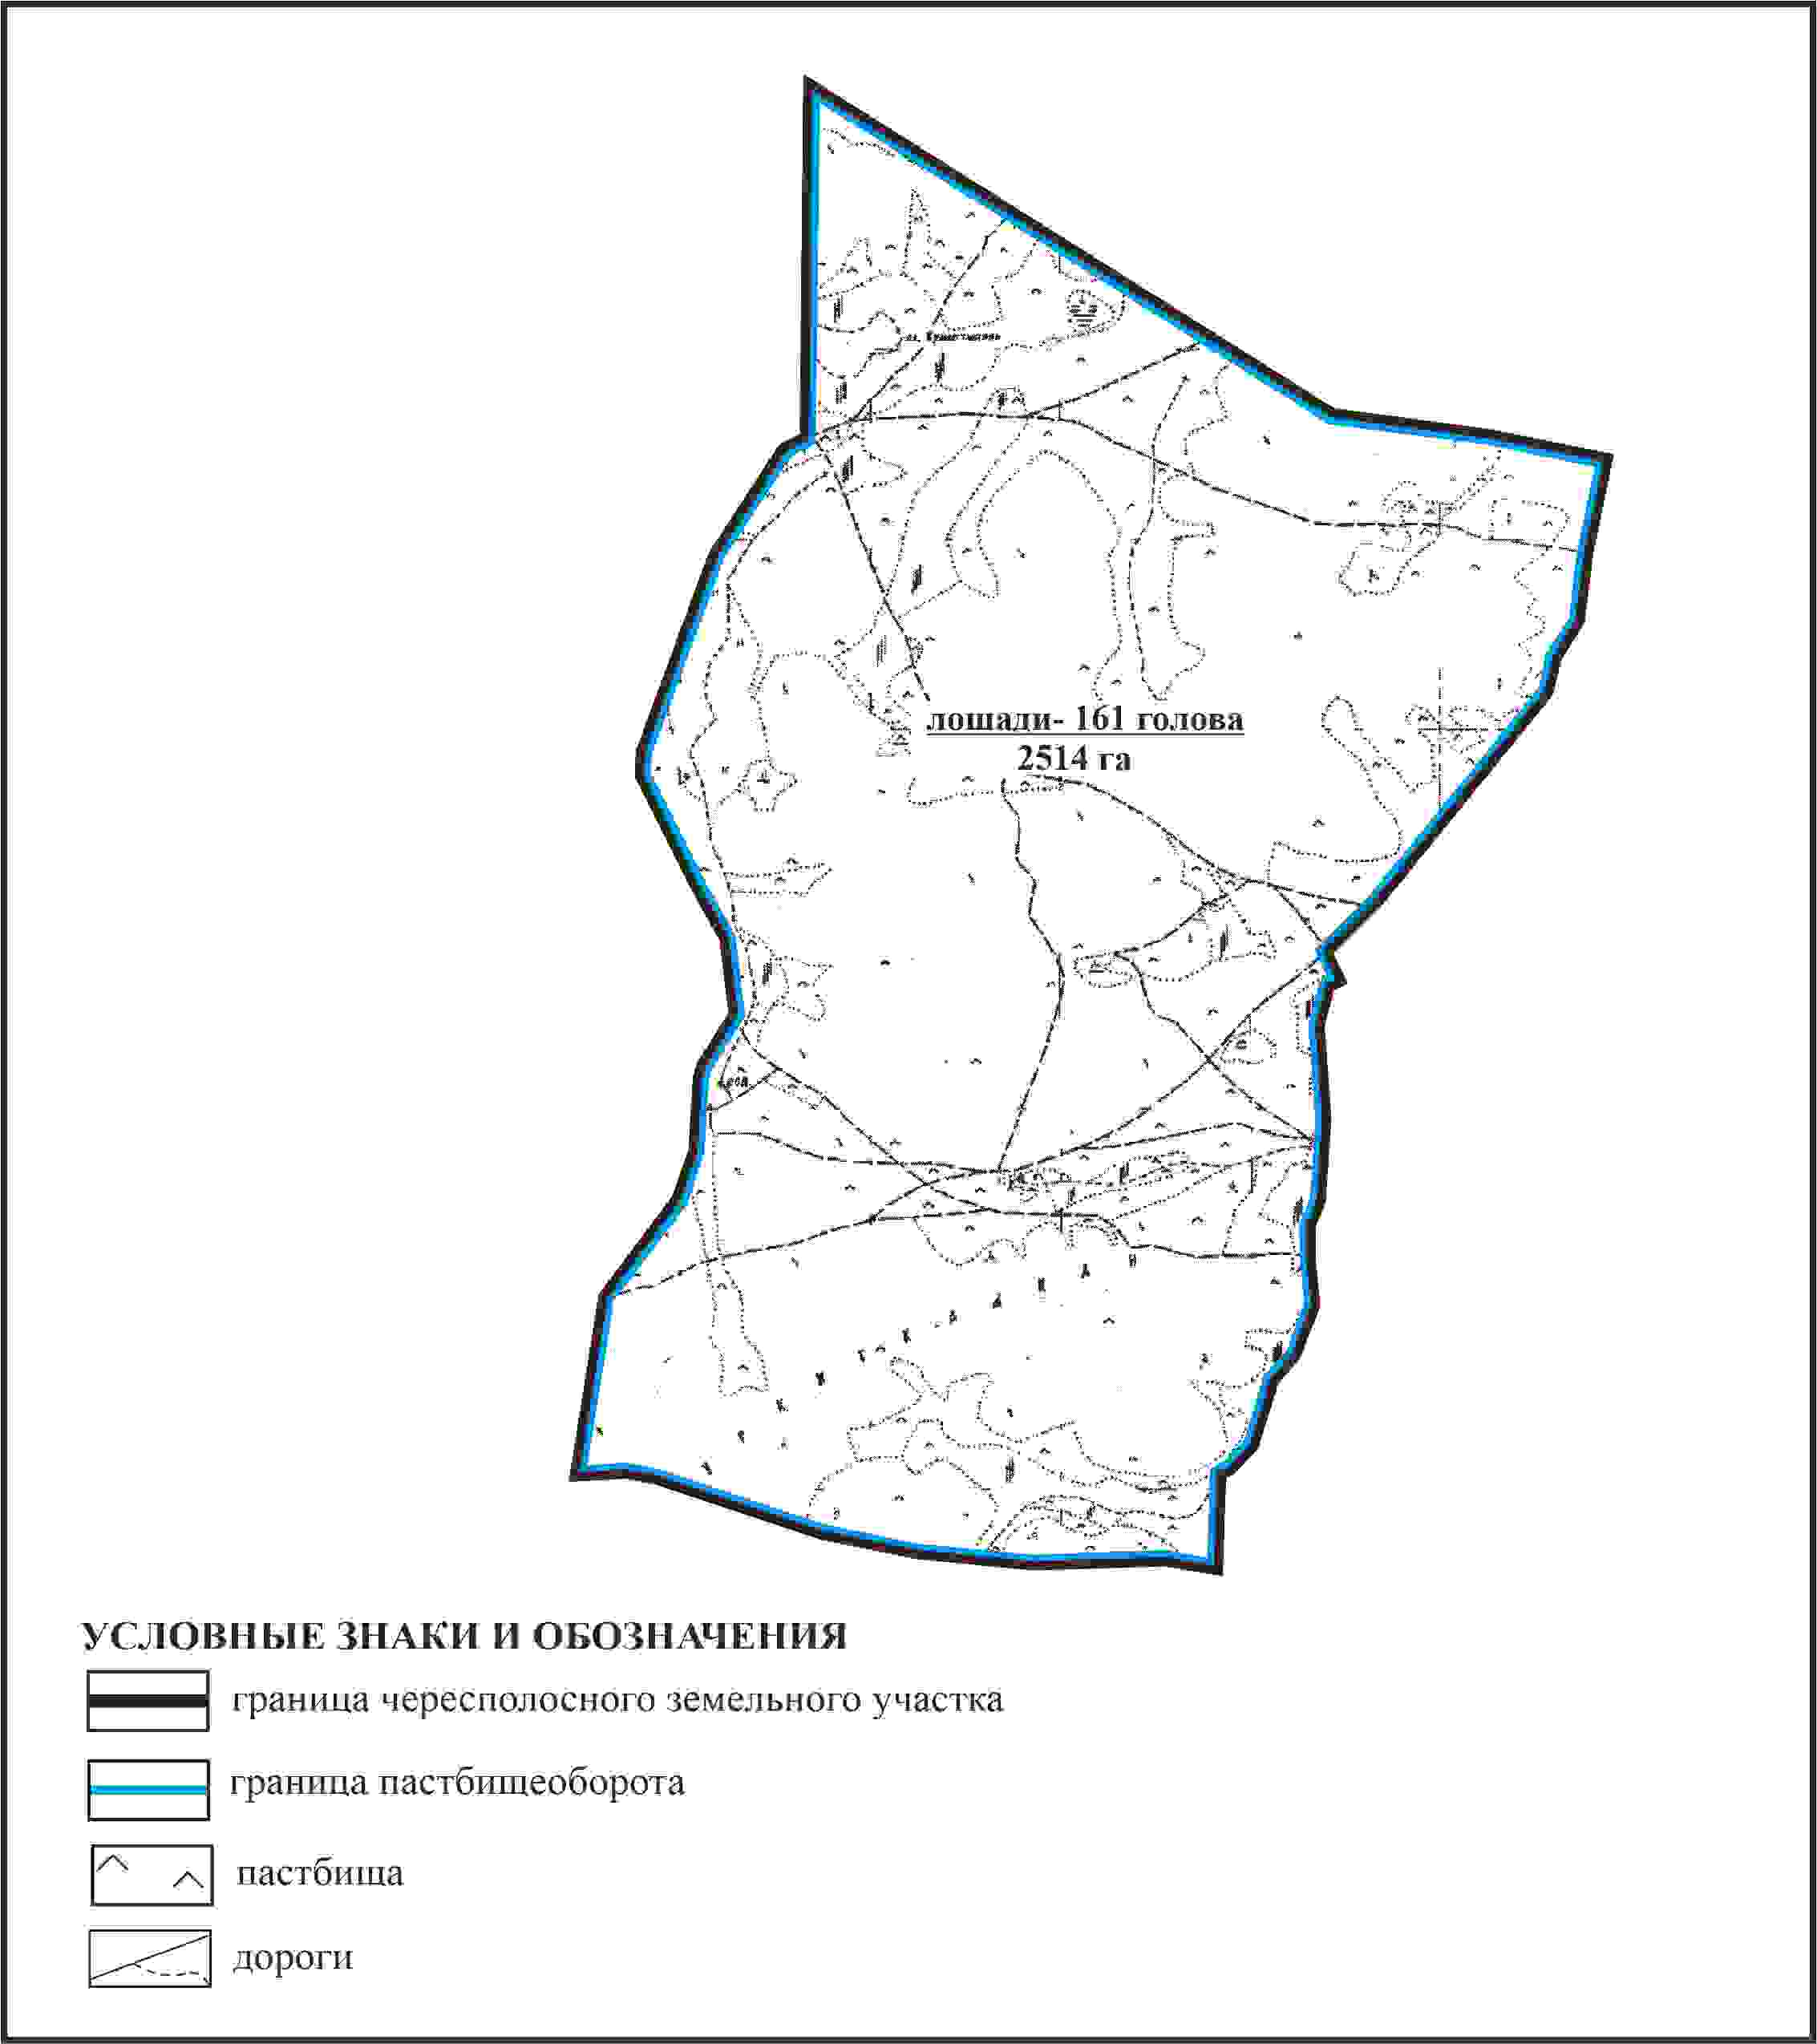 лошади- 161 голова
2514 га
УСЛОВНЫЕ ЗНАКИ И ОБОЗНАЧЕНИЯ
граница чересполосного земельного участка
граница пастбищеоборота
пастбища
дороги